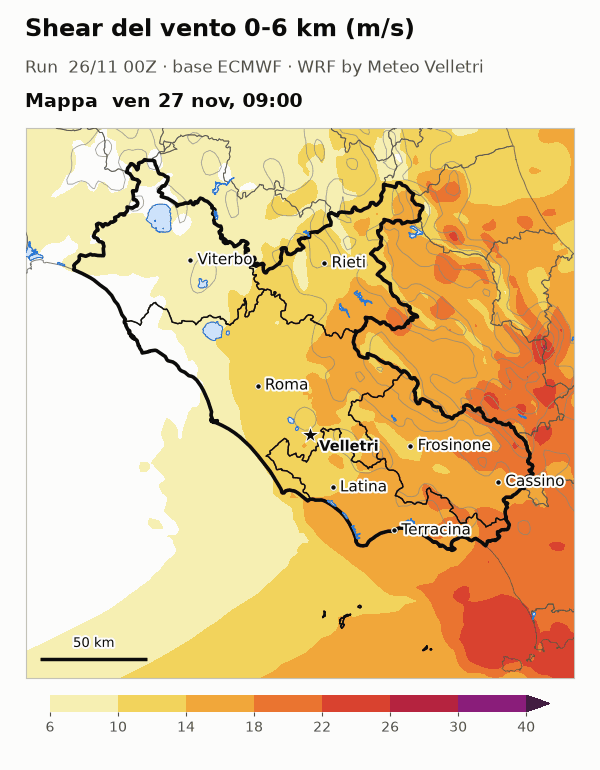 Shear del vento 0-6 km (m/s)
Run  26/11 00Z · base ECMWF · WRF by Meteo Velletri
Mappa  ven 27 nov, 09:00
Viterbo
Rieti
Roma
Velletri
Frosinone
Latina
Cassino
Terracina
50 km
6 10 14 18 22 26 30 40